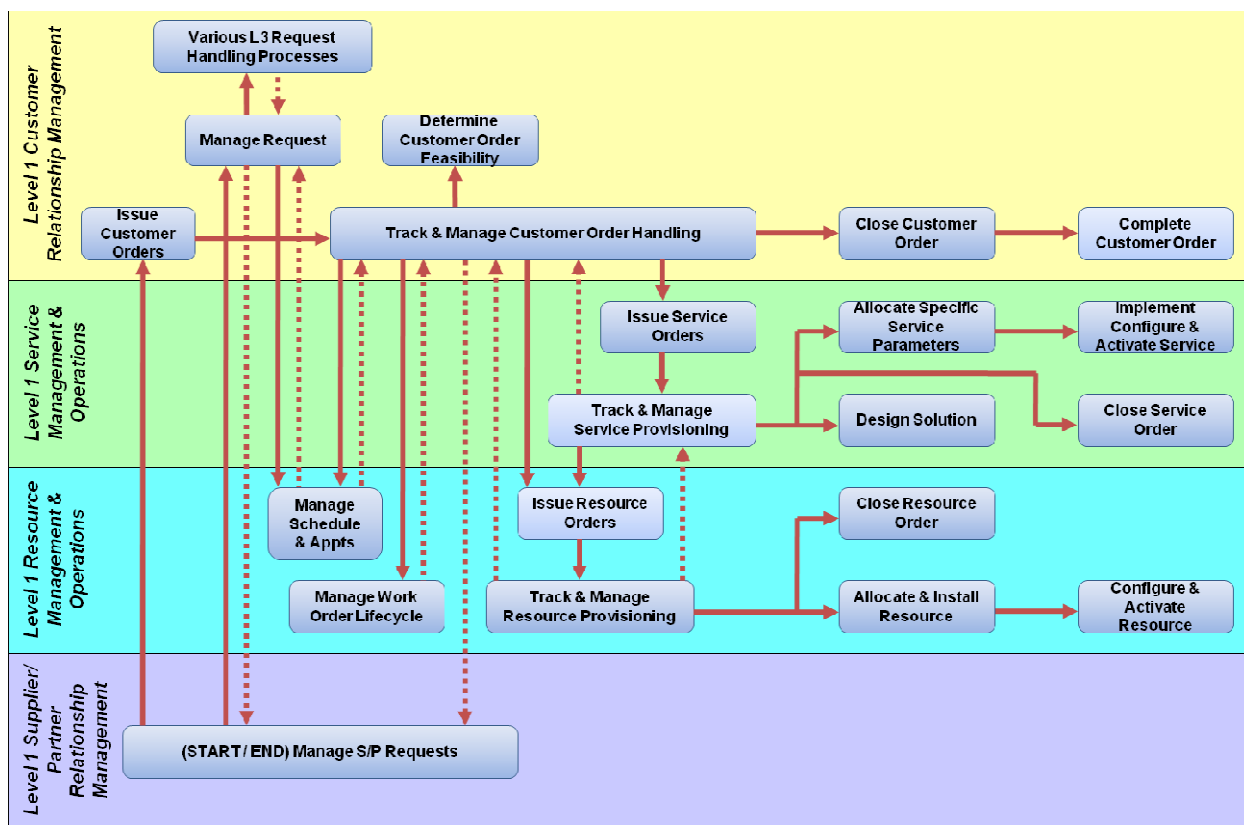 Level 1 Customer
Relationship Management
Various L3 Request
Handling Processes
Manage Request
Determine
Customer Order
Feasibility
Issue
Customer
Orders
Track & Manage Customer Order Handling
Close Customer
Order
Complete
Customer Order
Level 1 Service
Management &
Operations
Issue Service
Orders
Allocate Specific
Service
Parameters
Implement
Configure &
Activate Service
Track & Manage
Service Provisioning
Design Solution
Close Service
Order
Level 1 Resource
Management &
Operations
Manage
Schedule
& Appts
Issue Resource
Orders
Close Resource
Order
Manage Work
Order Lifecycle
Track & Manage
Resource Provisioning
Allocate & Install
Resource
Configure &
Activate
Resource
Level 1 Supplier/
Partner
Relationship
Management
(START / END) Manage S/P Requests